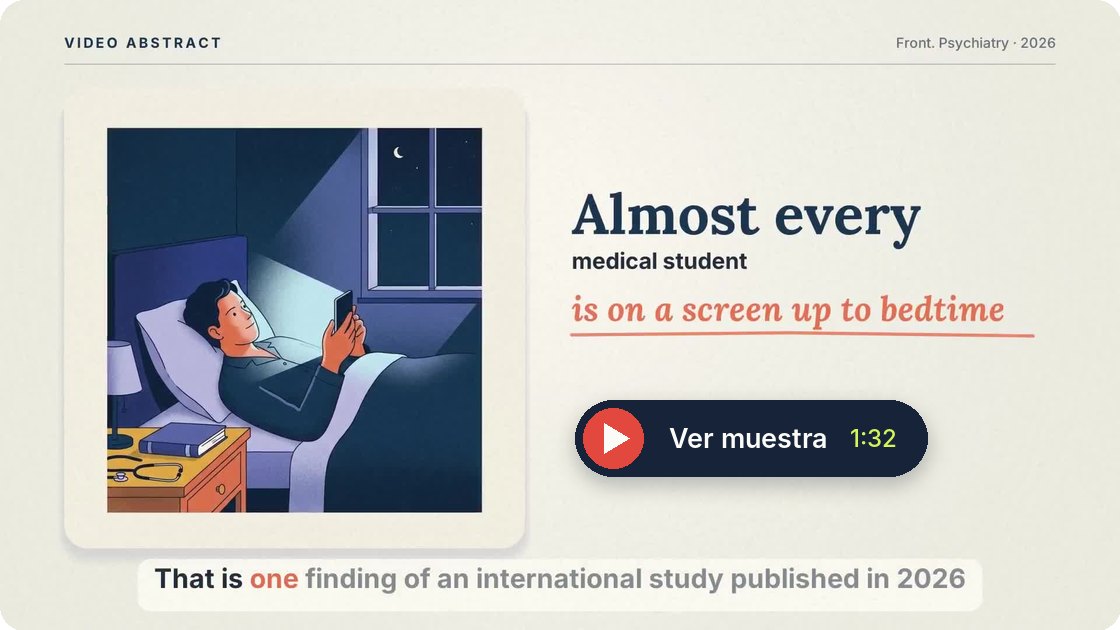 VIDEO ABSTRACT
Front. Psychiatry · 2026
Almost every
medical student
is on a screen up to bedtime
Ver muestra 1:32
That is one finding of an international study published in 2026